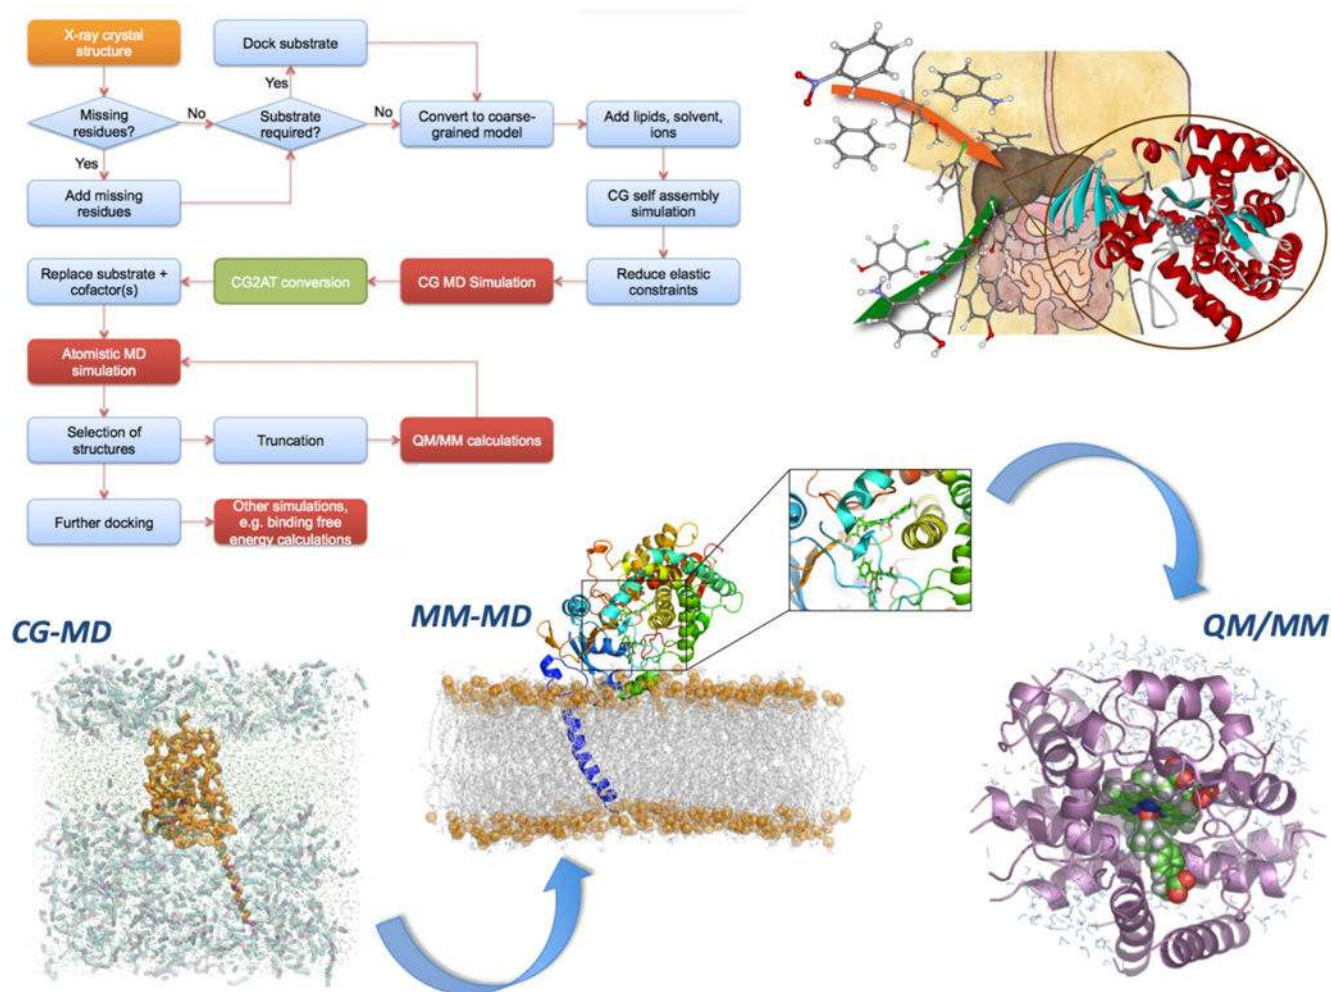 X-ray crystal
structure
Dock substrate
Yes
Missing
residues?
No
Substrate
required?
No
Convert to coarse-
grained model
Add lipids, solvent,
ions
Yes
Add missing
residues
CG self assembly
simulation
Replace substrate +
cofactor(s)
CG2AT conversion
CG MD Simulation
Reduce elastic
constraints
Atomistic MD
simulation
Selection of
structures
Truncation
QM/MM calculations
Further docking
Other simulations,
e.g. binding free
energy calculations
CG-MD
MM-MD
QM/MM